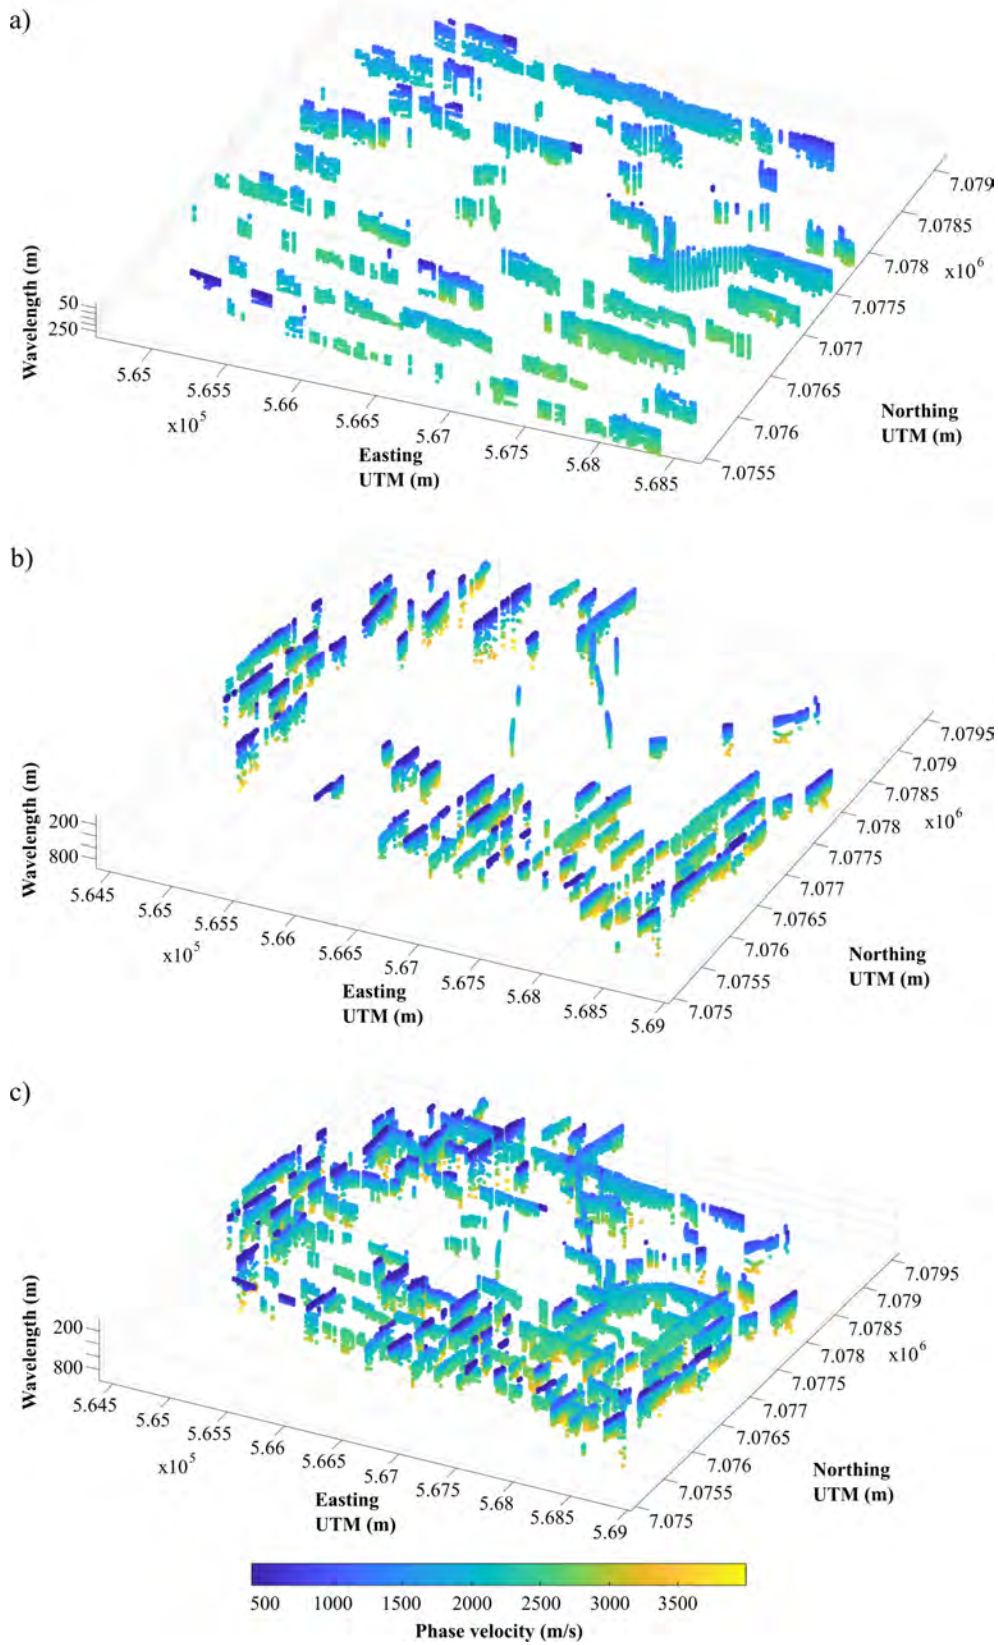 a)
Wavelength (m)
50
250
5.65
5.655
5.66
5.665
5.67
5.675
5.68
5.685
x10^5
Easting
UTM (m)
7.0755
7.076
7.0765
7.077
7.0775
7.078
7.0785
7.079
x10^6
Northing
UTM (m)
b)
Wavelength (m)
200
800
5.645
5.65
5.655
5.66
5.665
5.67
5.675
5.68
5.685
5.69
x10^5
Easting
UTM (m)
7.075
7.0755
7.076
7.0765
7.077
7.0775
7.078
7.0785
7.079
7.0795
x10^6
Northing
UTM (m)
c)
Wavelength (m)
200
800
5.645
5.65
5.655
5.66
5.665
5.67
5.675
5.68
5.685
5.69
x10^5
Easting
UTM (m)
7.075
7.0755
7.076
7.0765
7.077
7.0775
7.078
7.0785
7.079
7.0795
x10^6
Northing
UTM (m)
500 1000 1500 2000 2500 3000 3500
Phase velocity (m/s)